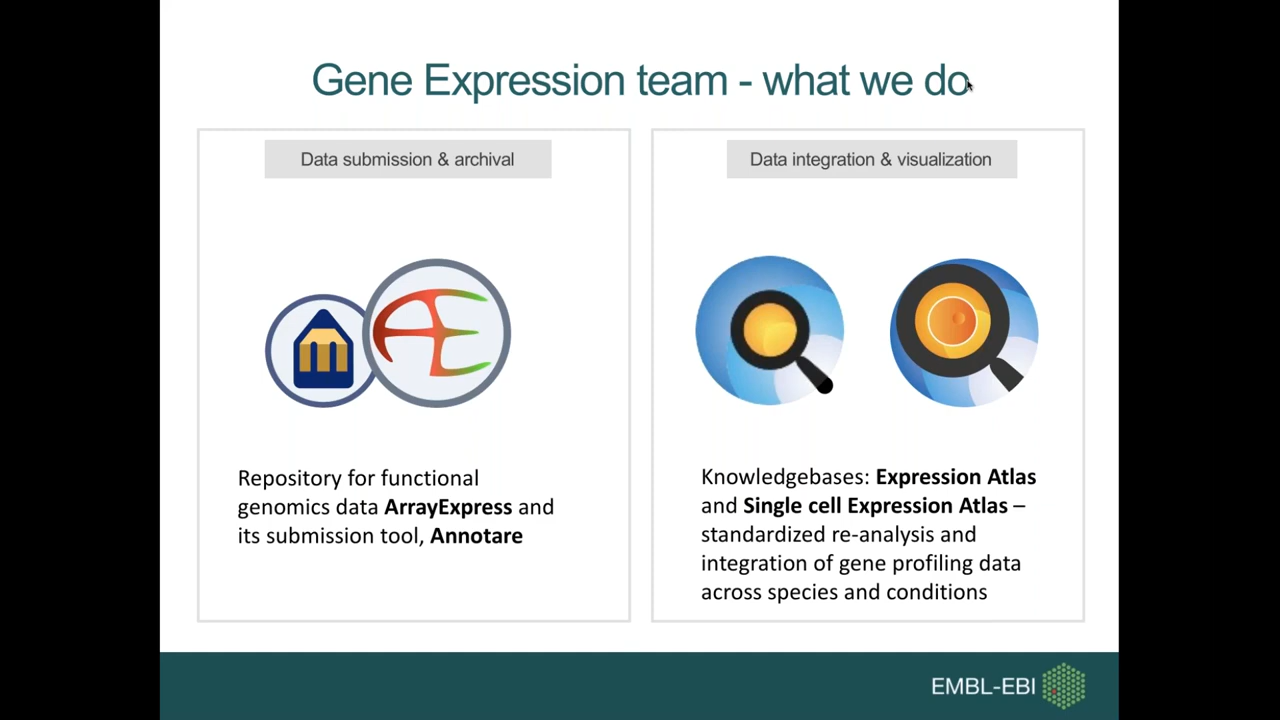 Gene Expression team - what we do
Data submission & archival
Repository for functional
genomics data ArrayExpress and
its submission tool, Annotare
Data integration & visualization
Knowledgebases: Expression Atlas
and Single cell Expression Atlas –
standardized re-analysis and
integration of gene profiling data
across species and conditions
EMBL-EBI